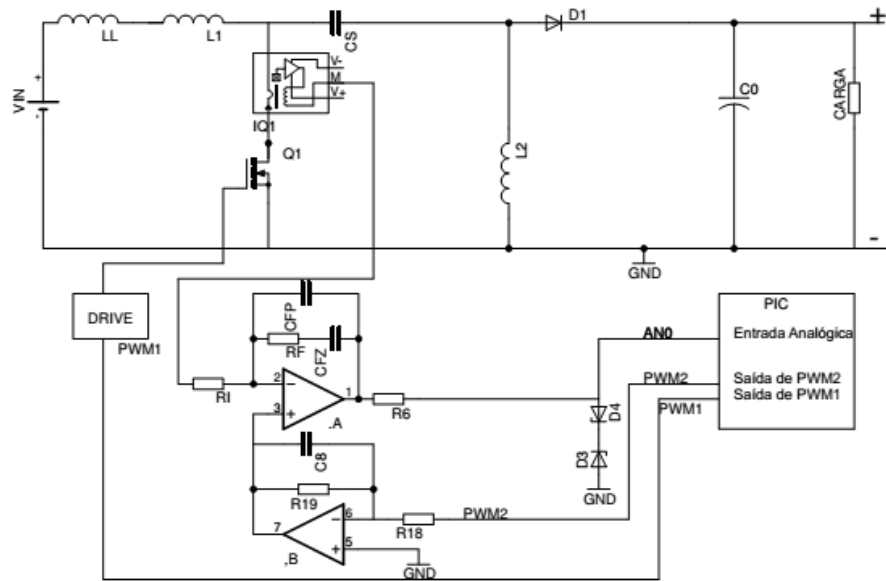 LL
L1
CS
D1
+
VIN
+
-
V-
M
V+
IQ1
Q1
L2
C0
CARGA
-
GND
DRIVE
PWM1
CFP
RF
CFZ
RI
2
-
3
+
1
,A
R6
AN0
PIC
Entrada Analógica
PWM2
Saída de PWM2
PWM1
Saída de PWM1
D4
D3
GND
C8
R19
7
6
-
5
+
,B
R18
PWM2
GND